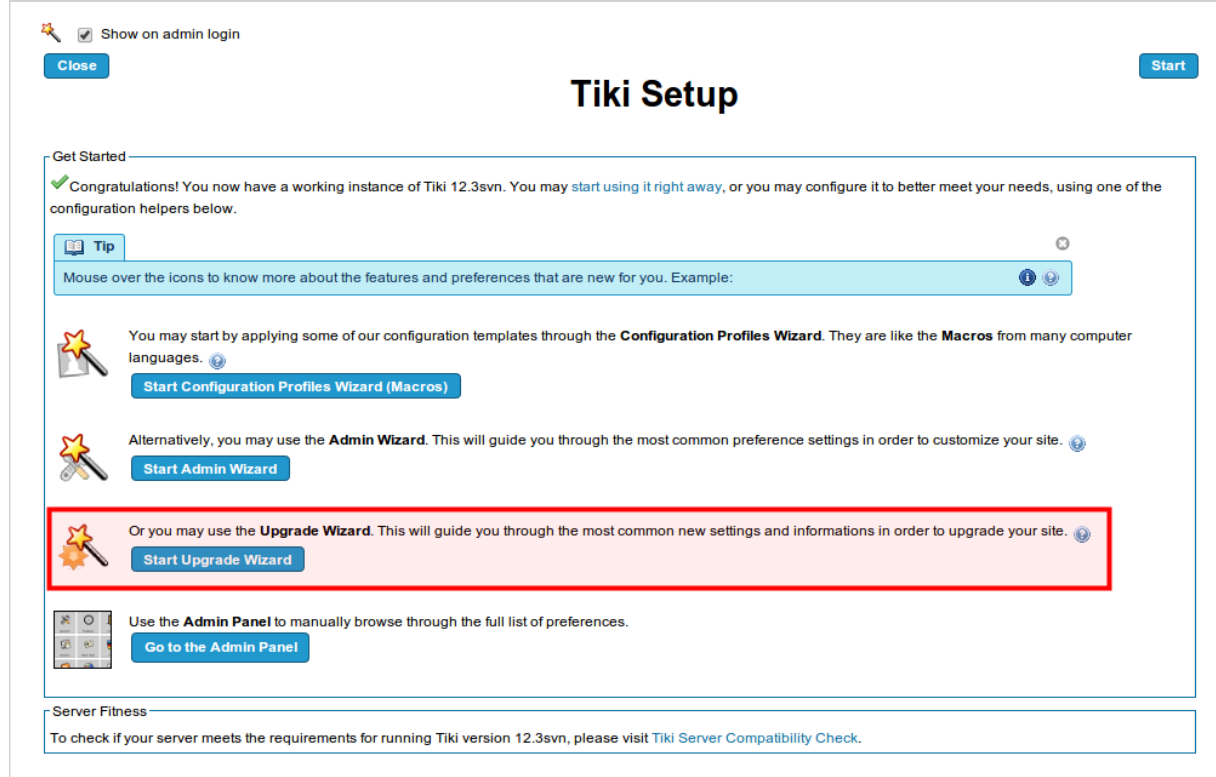 Show on admin login
Close
Start
Tiki Setup
Get Started
Congratulations! You now have a working instance of Tiki 12.3svn. You may start using it right away, or you may configure it to better meet your needs, using one of the
configuration helpers below.
Tip
Mouse over the icons to know more about the features and preferences that are new for you. Example:
You may start by applying some of our configuration templates through the Configuration Profiles Wizard. They are like the Macros from many computer
languages.
Start Configuration Profiles Wizard (Macros)
Alternatively, you may use the Admin Wizard. This will guide you through the most common preference settings in order to customize your site.
Start Admin Wizard
Or you may use the Upgrade Wizard. This will guide you through the most common new settings and informations in order to upgrade your site.
Start Upgrade Wizard
Use the Admin Panel to manually browse through the full list of preferences.
Go to the Admin Panel
Server Fitness
To check if your server meets the requirements for running Tiki version 12.3svn, please visit Tiki Server Compatibility Check.